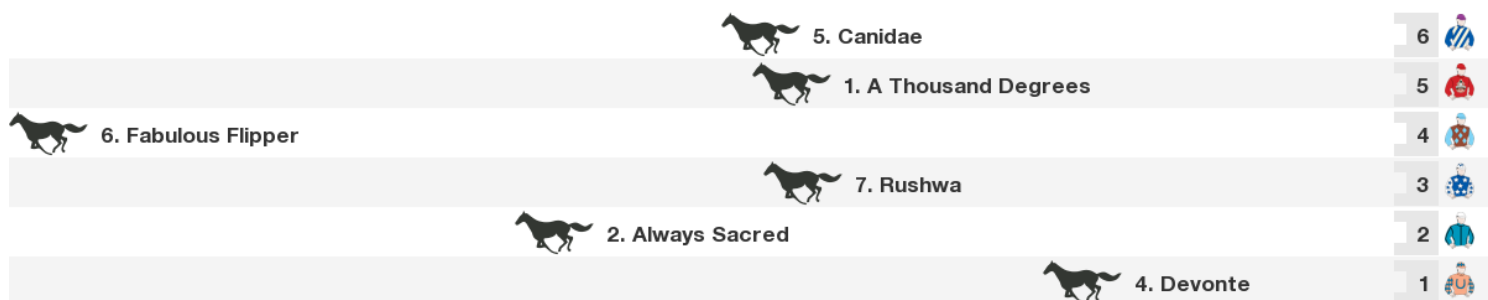 5. Canidae 6
1. A Thousand Degrees 5
6. Fabulous Flipper 4
7. Rushwa 3
2. Always Sacred 2
4. Devonte 1